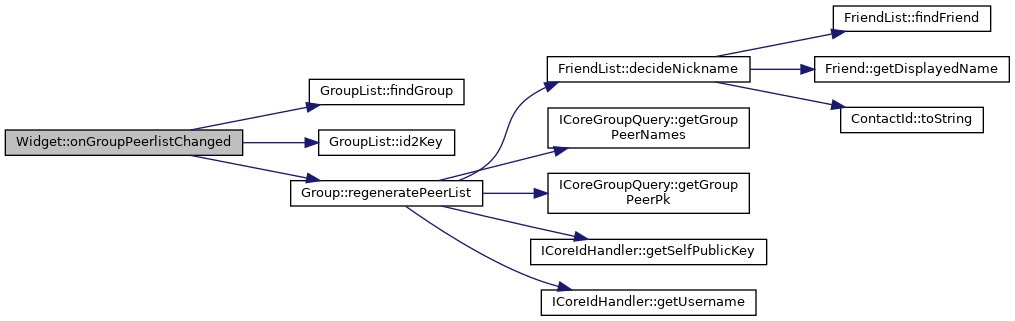 Widget::onGroupPeerlistChanged
GroupList::findGroup
GroupList::id2Key
Group::regeneratePeerList
FriendList::decideNickname
ICoreGroupQuery::getGroup
PeerNames
ICoreGroupQuery::getGroup
PeerPk
ICoreIdHandler::getSelfPublicKey
ICoreIdHandler::getUsername
FriendList::findFriend
Friend::getDisplayedName
ContactId::toString